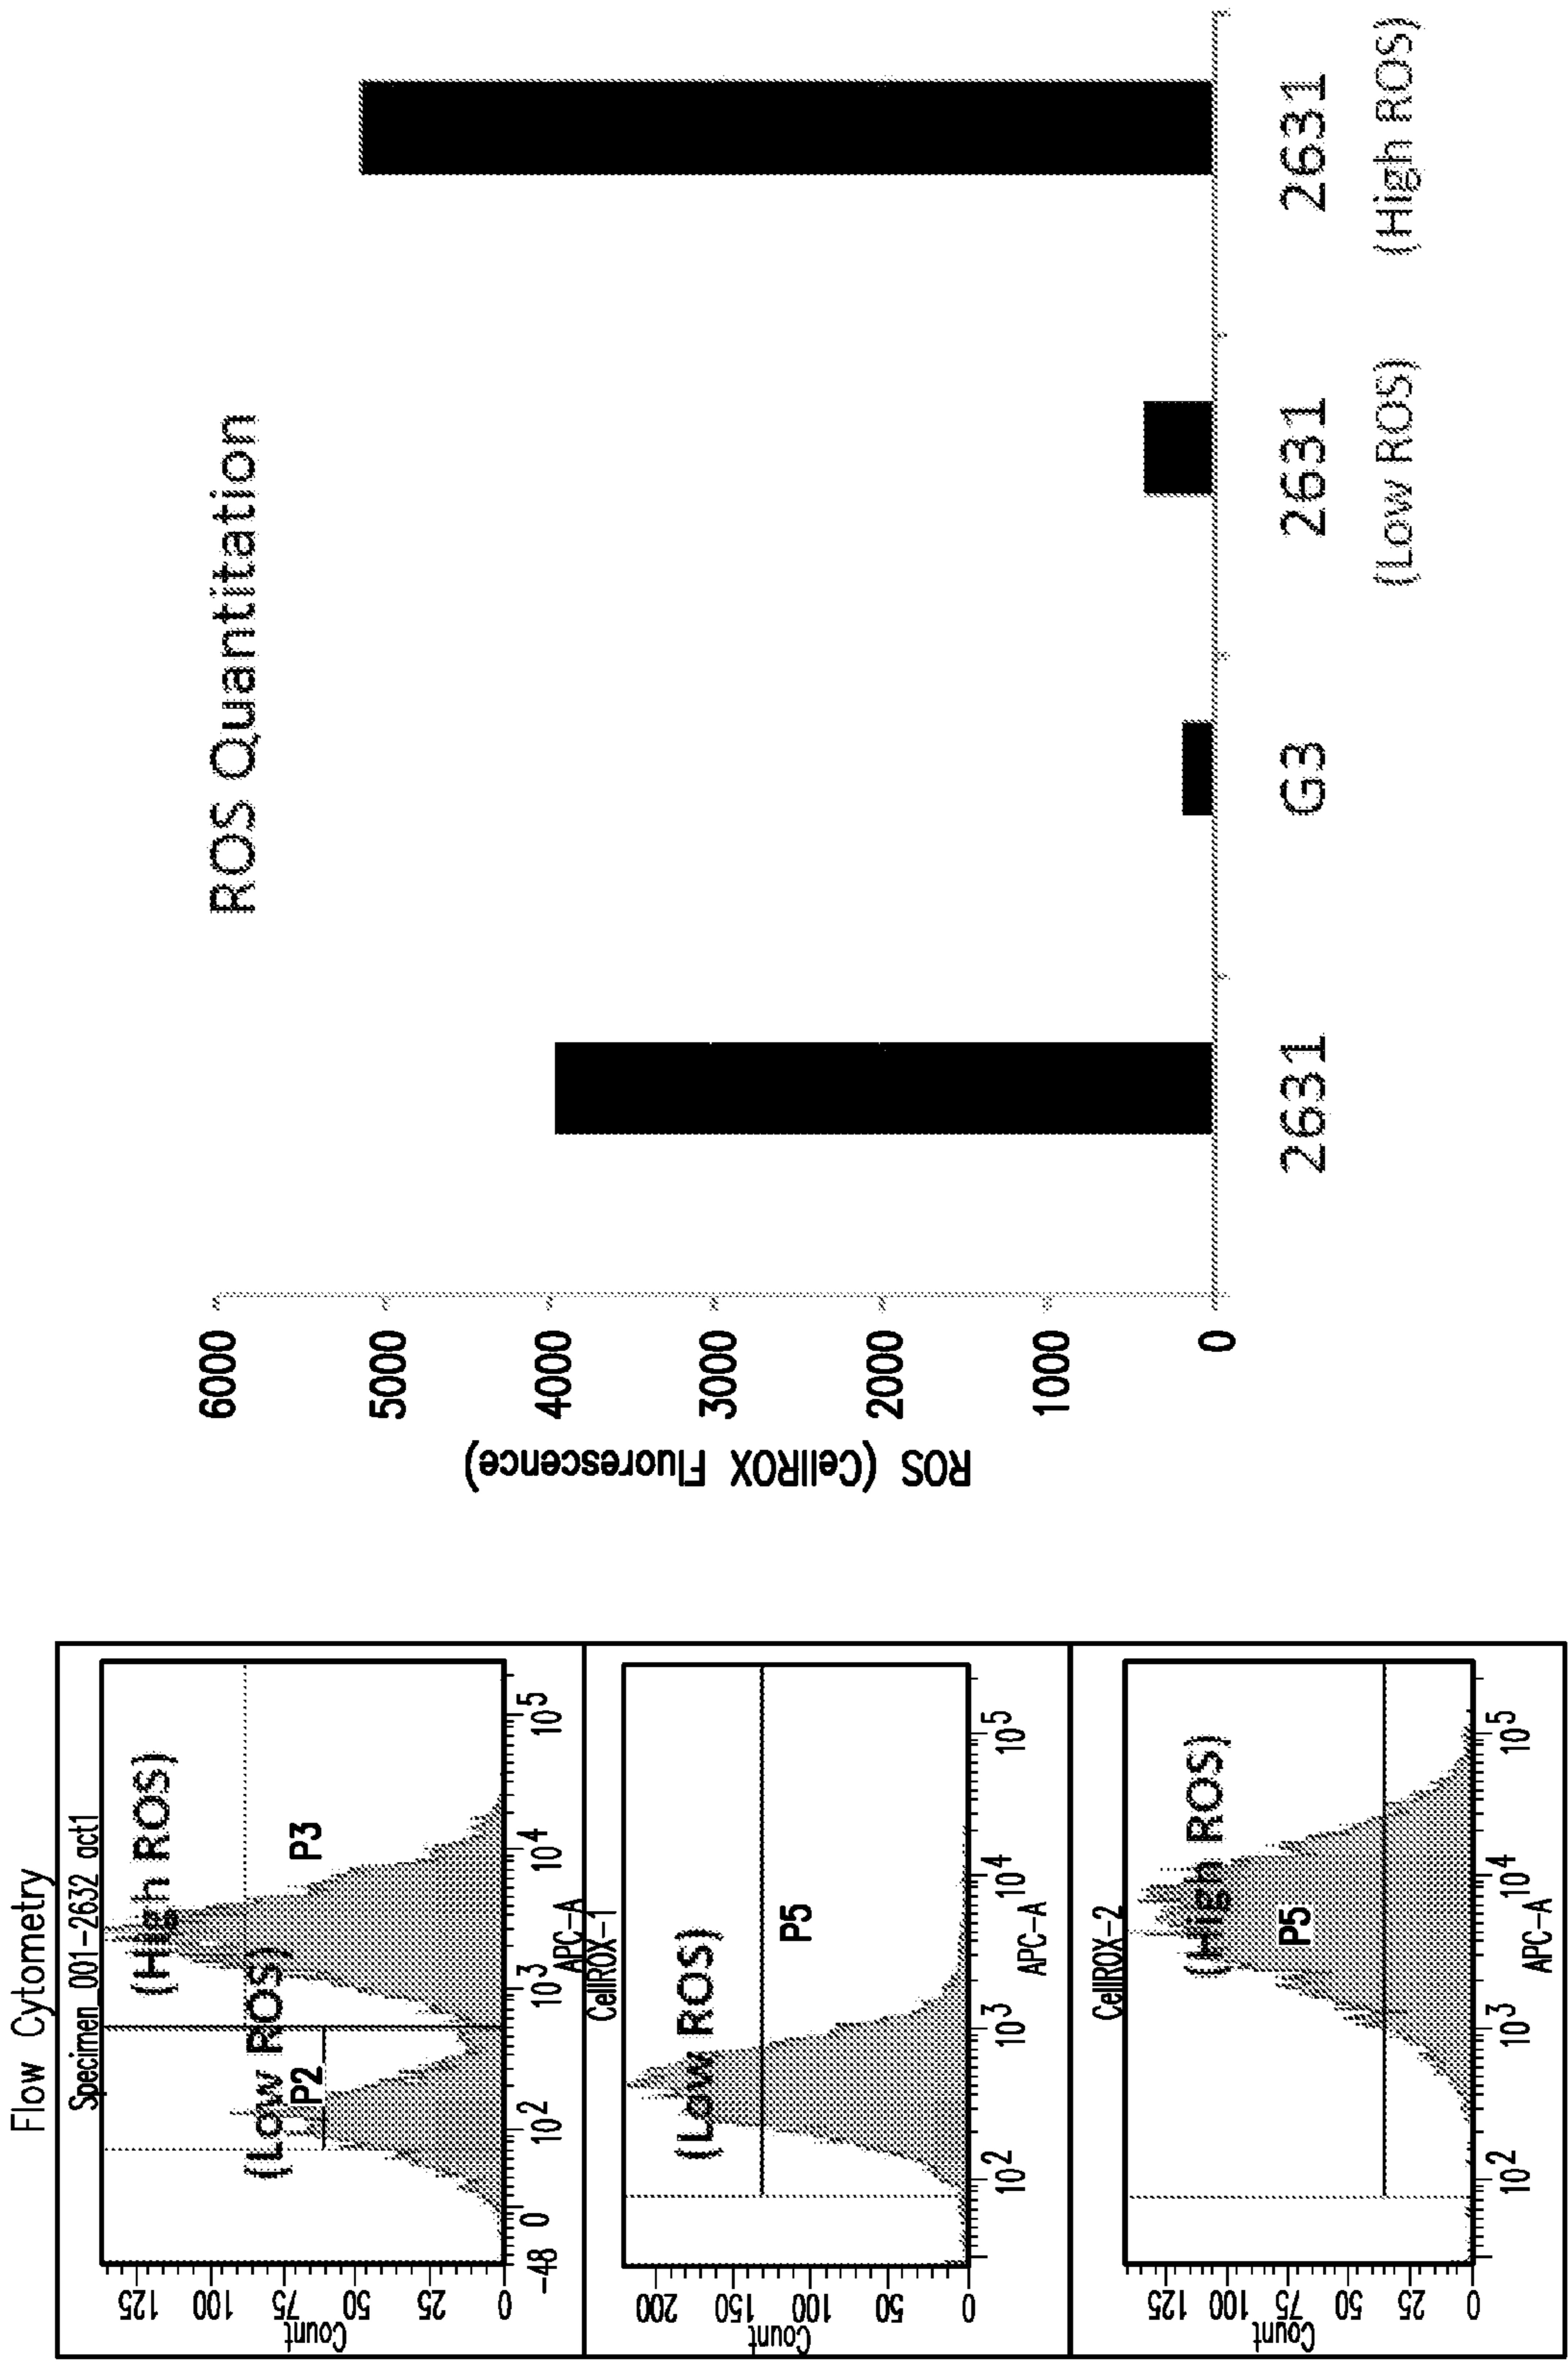 Flow Cytometry
Specimen_001-2632 act1
(High ROS)
(Low ROS)
P2
P3
Count
125
100
75
50
25
0
-48 0 10^2 10^3 10^4 10^5
APC-A
CellROX-1
(Low ROS)
P5
Count
200
150
100
50
0
10^2 10^3 10^4 10^5
APC-A
CellROX-2
(High ROS)
P5
Count
125
100
75
50
25
0
10^2 10^3 10^4 10^5
APC-A
ROS Quantitation
ROS (CellROX Fluorescence)
6000
5000
4000
3000
2000
1000
0
2631 G3 2631 2631
(Low ROS) (High ROS)